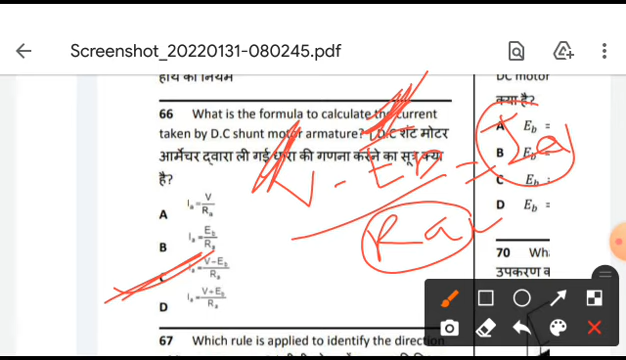 Screenshot_20220131-080245.pdf
हाथ का नियम
66 What is the formula to calculate the current
taken by D.C shunt motor armature? [D.C शंट मोटर
आर्मेचर द्वारा ली गई धारा की गणना करने का सूत्र क्या
है?
A Iₐ = V / Rₐ
B Iₐ = E_b / Rₐ
C Iₐ = V−E_b / Rₐ
D Iₐ = V+E_b / Rₐ
67 Which rule is applied to identify the direction
DC motor
क्या है?
A E_b =
B E_b =
C E_b =
D E_b =
70 Wh
उपकरण व
V - Eb = Ia
Ra